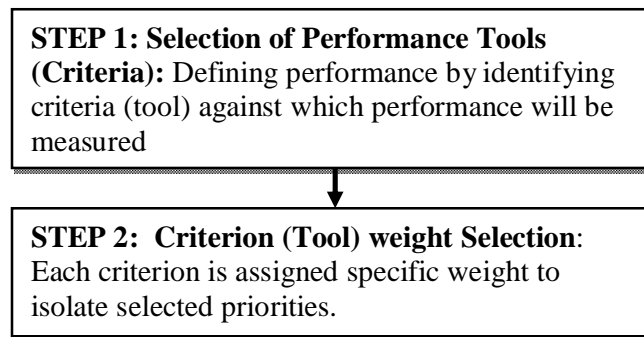 STEP 1: Selection of Performance Tools
(Criteria): Defining performance by identifying
criteria (tool) against which performance will be
measured
STEP 2:  Criterion (Tool) weight Selection:
Each criterion is assigned specific weight to
isolate selected priorities.